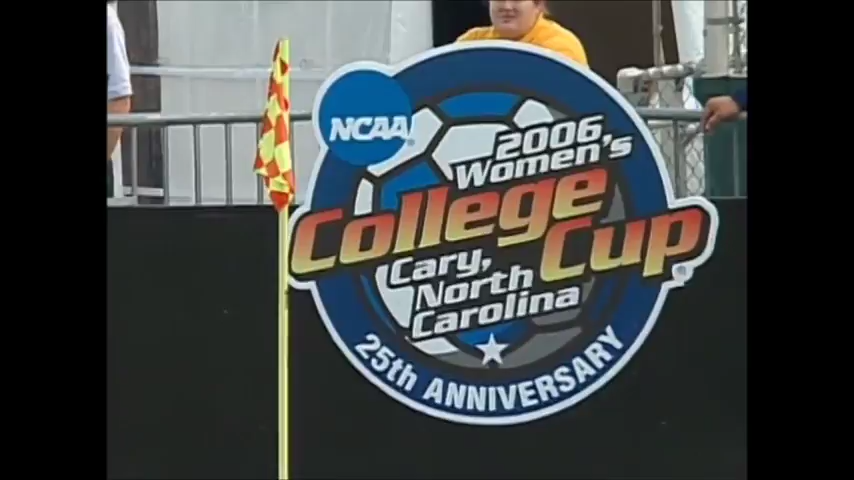 NCAA
2006
Women's
College
Cup
Cary,
North
Carolina
25th ANNIVERSARY